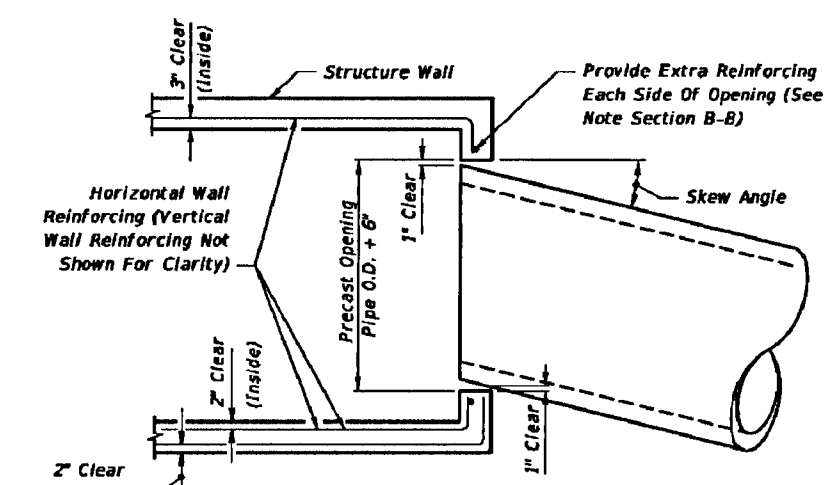 3" Clear
(Inside)
Structure Wall
Provide Extra Reinforcing
Each Side Of Opening (See
Note Section B-B)
Horizontal Wall
Reinforcing (Vertical
Wall Reinforcing Not
Shown For Clarity)
Precast Opening
Pipe O.D. + 6"
1" Clear
Skew Angle
2" Clear
(Inside)
1" Clear
2" Clear